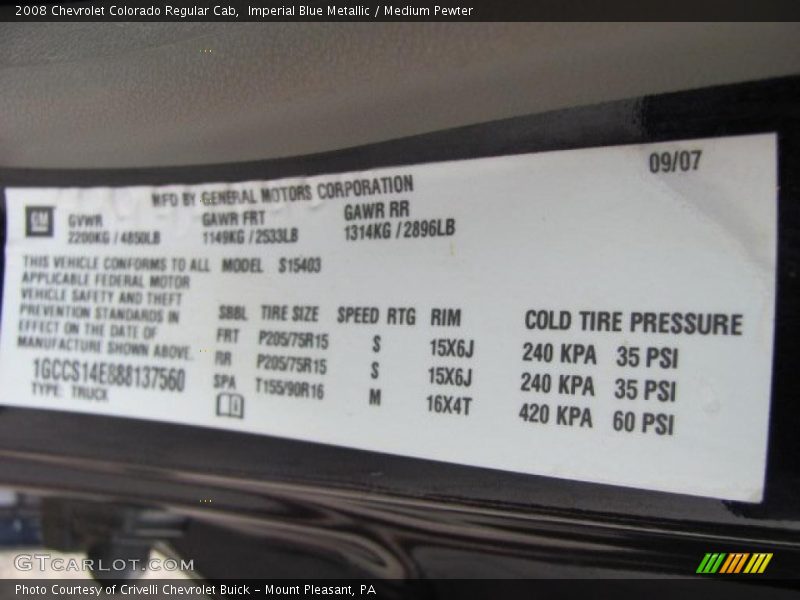 2008 Chevrolet Colorado Regular Cab,  Imperial Blue Metallic / Medium Pewter
09/07
MFD BY GENERAL MOTORS CORPORATION
GM GVWR GAWR FRT GAWR RR
2200KG / 4850LB 1149KG / 2533LB 1314KG / 2896LB
THIS VEHICLE CONFORMS TO ALL MODEL S15403
APPLICABLE FEDERAL MOTOR
VEHICLE SAFETY AND THEFT
PREVENTION STANDARDS IN
EFFECT ON THE DATE OF
MANUFACTURE SHOWN ABOVE.
1GCCS14E888137560
TYPE: TRUCK
SBBL TIRE SIZE SPEED RTG RIM COLD TIRE PRESSURE
FRT P205/75R15 S 15X6J 240 KPA 35 PSI
RR P205/75R15 S 15X6J 240 KPA 35 PSI
SPA T155/90R16 M 16X4T 420 KPA 60 PSI
GTCARLOT.COM
Photo Courtesy of Crivelli Chevrolet Buick – Mount Pleasant, PA